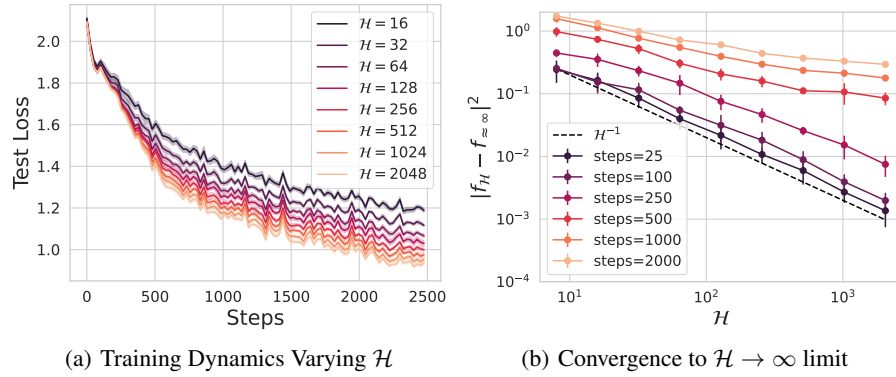 2.0
1.8
1.6
1.4
1.2
1.0
Test Loss
0
500
1000
1500
2000
2500
Steps
ℋ = 16
ℋ = 32
ℋ = 64
ℋ = 128
ℋ = 256
ℋ = 512
ℋ = 1024
ℋ = 2048
(a) Training Dynamics Varying ℋ
10⁰
10⁻¹
10⁻²
10⁻³
10⁻⁴
|f_ℋ − f_≈∞|²
ℋ⁻¹
steps=25
steps=100
steps=250
steps=500
steps=1000
steps=2000
10¹
10²
10³
ℋ
(b) Convergence to ℋ → ∞ limit